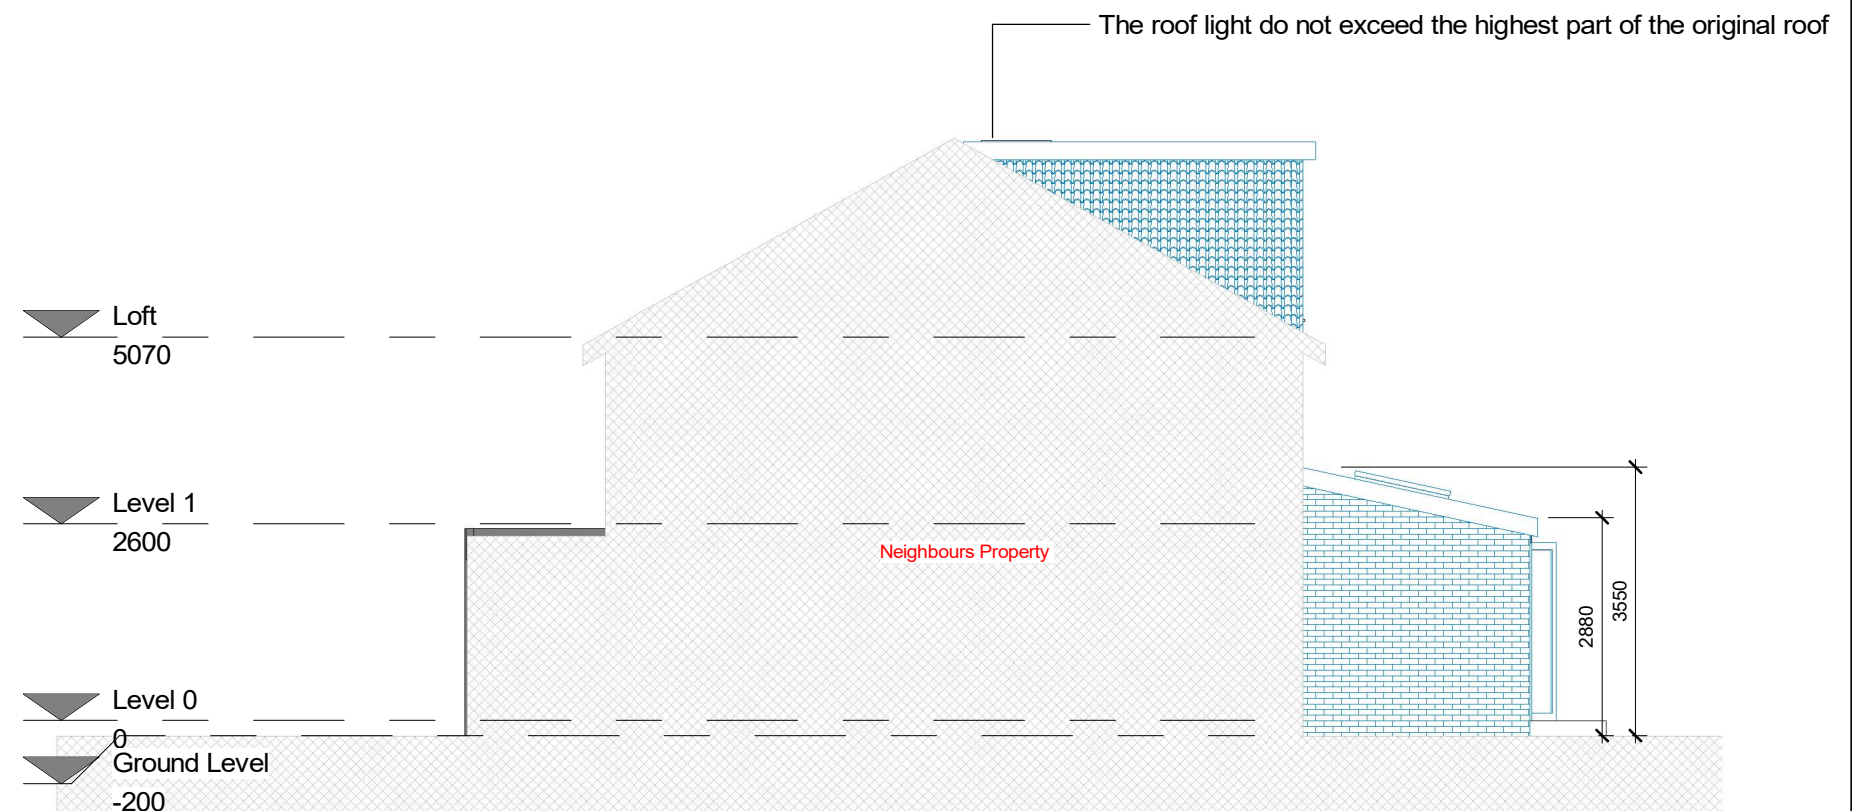 The roof light do not exceed the highest part of the original roof
Loft
5070
Level 1
2600
Neighbours Property
2880
3550
Level 0
0
Ground Level
-200